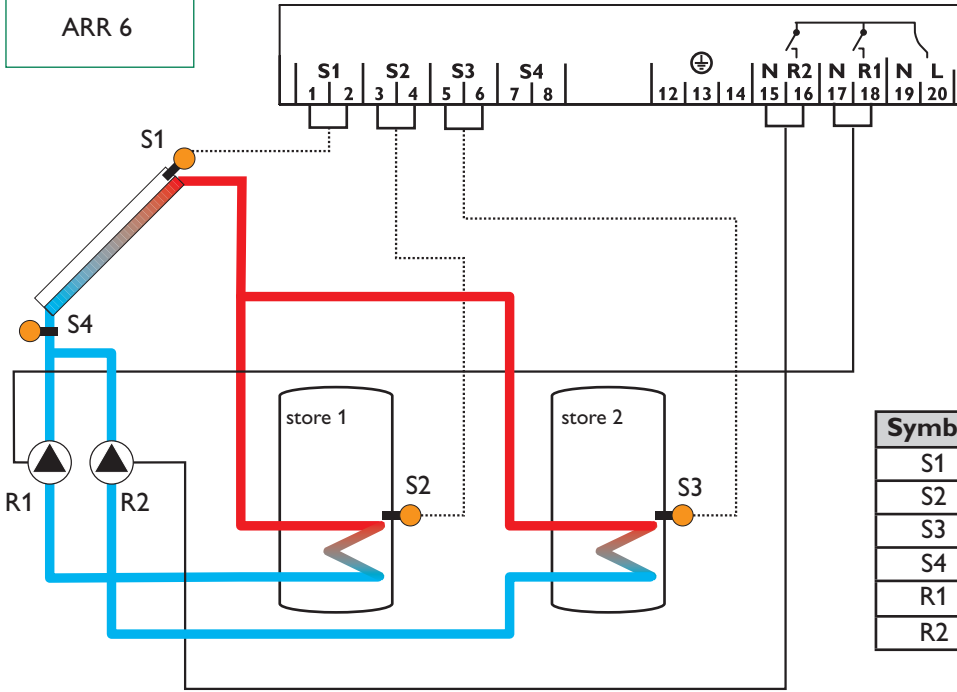 ARR 6
S1 S2 S3 S4 N R2 N R1 N L
1 2 3 4 5 6 7 8 12 13 14 15 16 17 18 19 20
S1
S4
store 1
store 2
R1
R2
S2
S3
Symb
S1
S2
S3
S4
R1
R2